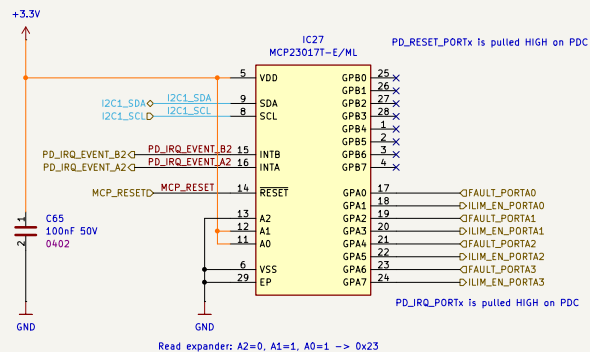 +3.3V
IC27
MCP23017T-E/ML
PD_RESET_PORTx is pulled HIGH on PDC
5 VDD GPB0 25
GPB1 26
I2C1_SDA I2C1_SDA 9 SDA GPB2 27
I2C1_SCL I2C1_SCL 8 SCL GPB3 28
GPB4 1
GPB5 2
PD_IRQ_EVENT_B2 PD_IRQ_EVENT_B2 15 INTB GPB6 3
PD_IRQ_EVENT_A2 PD_IRQ_EVENT_A2 16 INTA GPB7 4
MCP_RESET MCP_RESET 14 RESET GPA0 17 FAULT_PORTA0
GPA1 18 ILIM_EN_PORTA0
1 C65 13 A2 GPA2 19 FAULT_PORTA1
100nF 50V 12 A1 GPA3 20 ILIM_EN_PORTA1
2 0402 11 A0 GPA4 21 FAULT_PORTA2
GPA5 22 ILIM_EN_PORTA2
6 VSS GPA6 23 FAULT_PORTA3
29 EP GPA7 24 ILIM_EN_PORTA3
PD_IRQ_PORTx is pulled HIGH on PDC
GND GND
Read expander: A2=0, A1=1, A0=1 -> 0x23